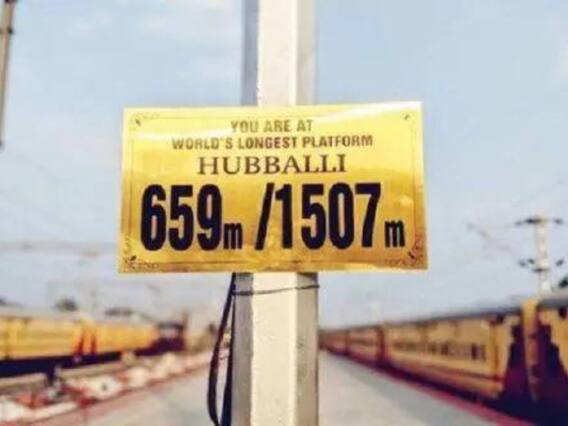 YOU ARE AT
WORLD'S LONGEST PLATFORM
HUBBALLI
659m /1507m